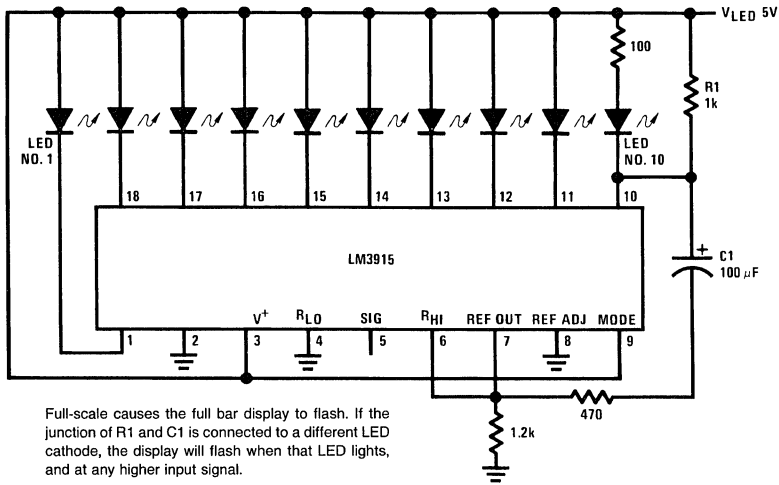 V LED 5V
100
R1
1k
LED
NO. 1
LED
NO. 10
18 17 16 15 14 13 12 11 10
LM3915
C1
100 μF
+
V+ RLO SIG RHI REF OUT REF ADJ MODE
1 2 3 4 5 6 7 8 9
470
1.2k
Full-scale causes the full bar display to flash. If the
junction of R1 and C1 is connected to a different LED
cathode, the display will flash when that LED lights,
and at any higher input signal.